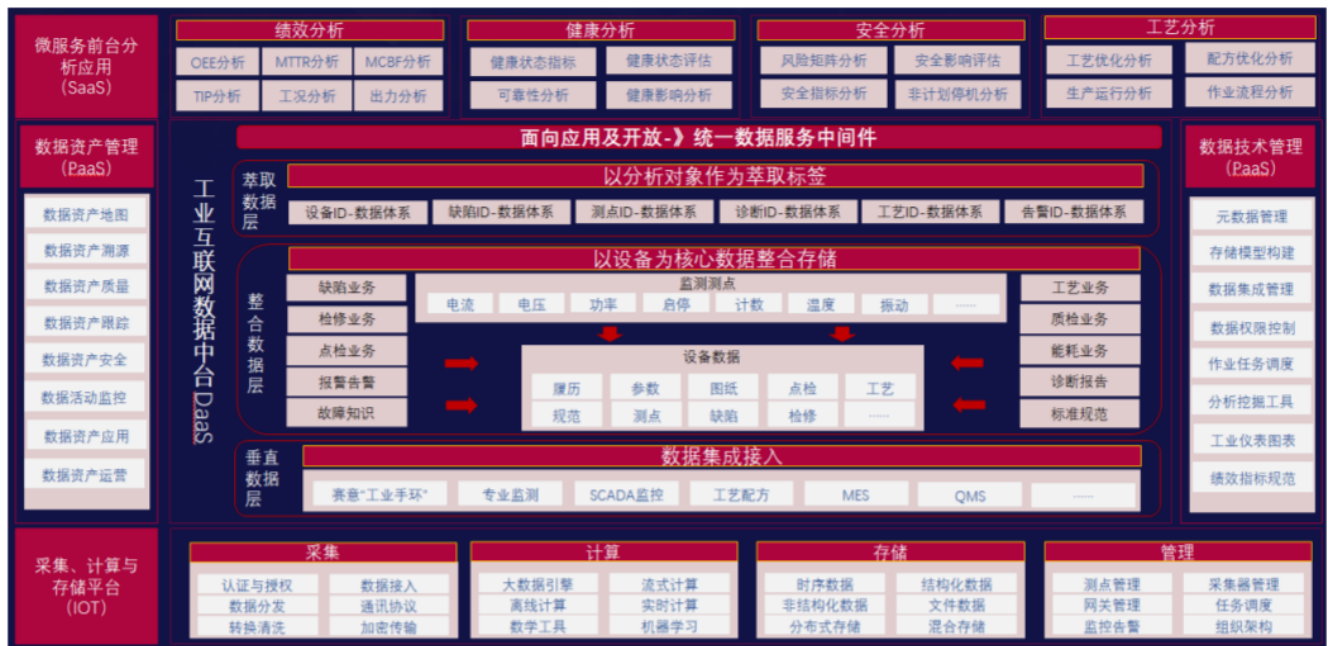 微服务前台分
析应用
（SaaS）
绩效分析
OEE分析 MTTR分析 MCBF分析
TIP分析 工况分析 出力分析
健康分析
健康状态指标 健康状态评估
可靠性分析 健康影响分析
安全分析
风险矩阵分析 安全影响评估
安全指标分析 非计划停机分析
工艺分析
工艺优化分析 配方优化分析
生产运行分析 作业流程分析
数据资产管理
（PaaS）
数据资产地图
数据资产溯源
数据资产质量
数据资产跟踪
数据资产安全
数据活动监控
数据资产应用
数据资产运营
工业互联网数据中台DaaS
面向应用及开放-》统一数据服务中间件
萃取
数据
层
以分析对象作为萃取标签
设备ID-数据体系 缺陷ID-数据体系 测点ID-数据体系 诊断ID-数据体系 工艺ID-数据体系 告警ID-数据体系
整合数据层
以设备为核心数据整合存储
缺陷业务
检修业务
点检业务
报警告警
故障知识
监测测点
电流 电压 功率 启停 计数 温度 振动 ......
设备数据
履历 参数 图纸 点检 工艺
规范 测点 缺陷 检修 ......
工艺业务
质检业务
能耗业务
诊断报告
标准规范
垂直
数据
层
数据集成接入
赛意“工业手环” 专业监测 SCADA监控 工艺配方 MES QMS ......
数据技术管理
（PaaS）
元数据管理
存储模型构建
数据集成管理
数据权限控制
作业任务调度
分析挖掘工具
工业仪表图表
绩效指标规范
采集、计算与
存储平台
（IOT）
采集
认证与授权 数据接入
数据分发 通讯协议
转换清洗 加密传输
计算
大数据引擎 流式计算
离线计算 实时计算
数学工具 机器学习
存储
时序数据 结构化数据
非结构化数据 文件数据
分布式存储 混合存储
管理
测点管理 采集器管理
网关管理 任务调度
监控告警 组织架构